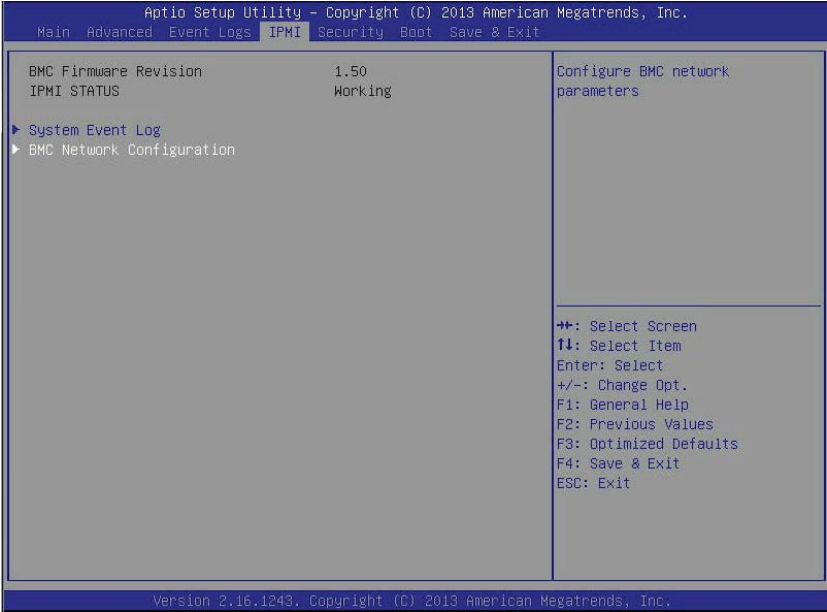 Aptio Setup Utility – Copyright (C) 2013 American Megatrends, Inc.
Main Advanced Event Logs IPMI Security Boot Save & Exit
BMC Firmware Revision 1.50
IPMI STATUS Working
System Event Log
BMC Network Configuration
Configure BMC network
parameters
→←: Select Screen
↑↓: Select Item
Enter: Select
+/-: Change Opt.
F1: General Help
F2: Previous Values
F3: Optimized Defaults
F4: Save & Exit
ESC: Exit
Version 2.16.1243. Copyright (C) 2013 American Megatrends, Inc.